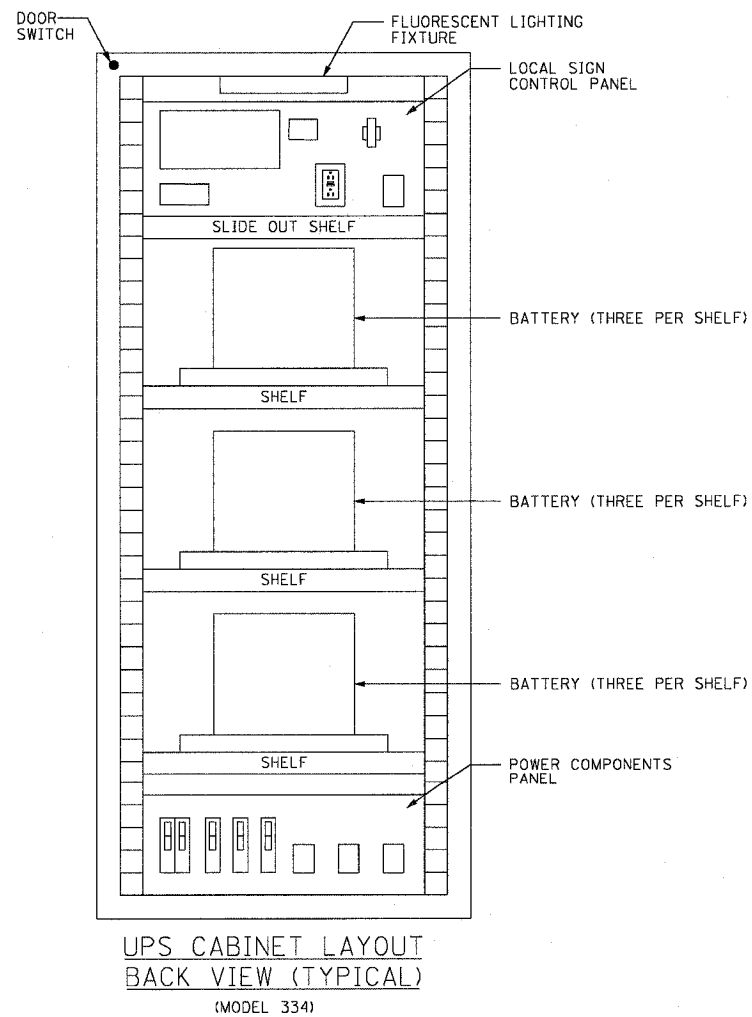 DOOR
SWITCH
FLUORESCENT LIGHTING
FIXTURE
LOCAL SIGN
CONTROL PANEL
SLIDE OUT SHELF
BATTERY (THREE PER SHELF)
SHELF
BATTERY (THREE PER SHELF)
SHELF
BATTERY (THREE PER SHELF)
SHELF
POWER COMPONENTS
PANEL
UPS CABINET LAYOUT
BACK VIEW (TYPICAL)
(MODEL 334)